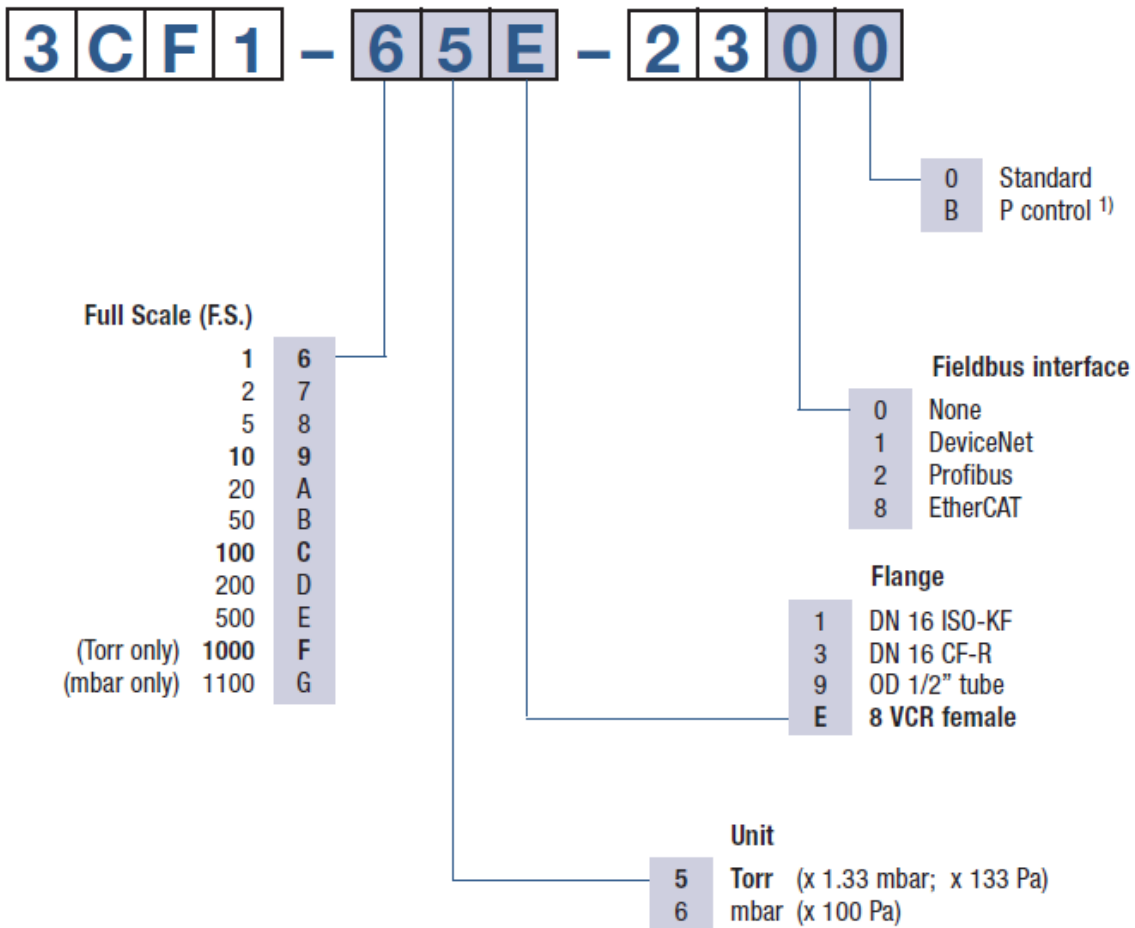 3CF1 – 65E – 2300
0 Standard
B P control 1)
Full Scale (F.S.)
1 6
2 7
5 8
10 9
20 A
50 B
100 C
200 D
500 E
(Torr only) 1000 F
(mbar only) 1100 G
Fieldbus interface
0 None
1 DeviceNet
2 Profibus
8 EtherCAT
Flange
1 DN 16 ISO-KF
3 DN 16 CF-R
9 OD 1/2” tube
E 8 VCR female
Unit
5 Torr (x 1.33 mbar; x 133 Pa)
6 mbar (x 100 Pa)